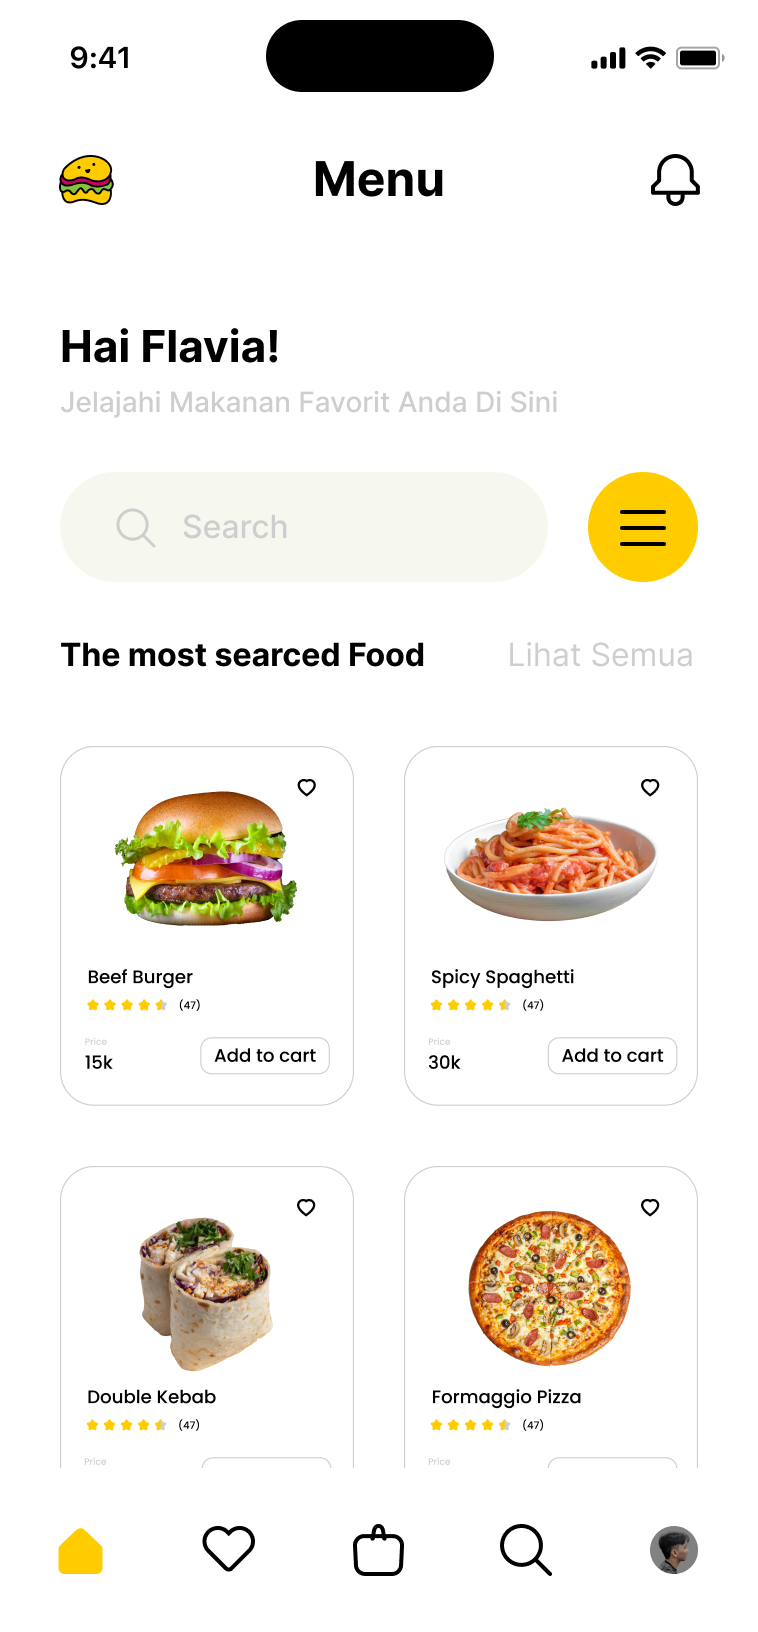 9:41
Menu
Hai Flavia!
Jelajahi Makanan Favorit Anda Di Sini
Search
The most searced Food
Lihat Semua
Beef Burger
(47)
Price
15k
Add to cart
Spicy Spaghetti
(47)
Price
30k
Add to cart
Double Kebab
(47)
Price
Formaggio Pizza
(47)
Price